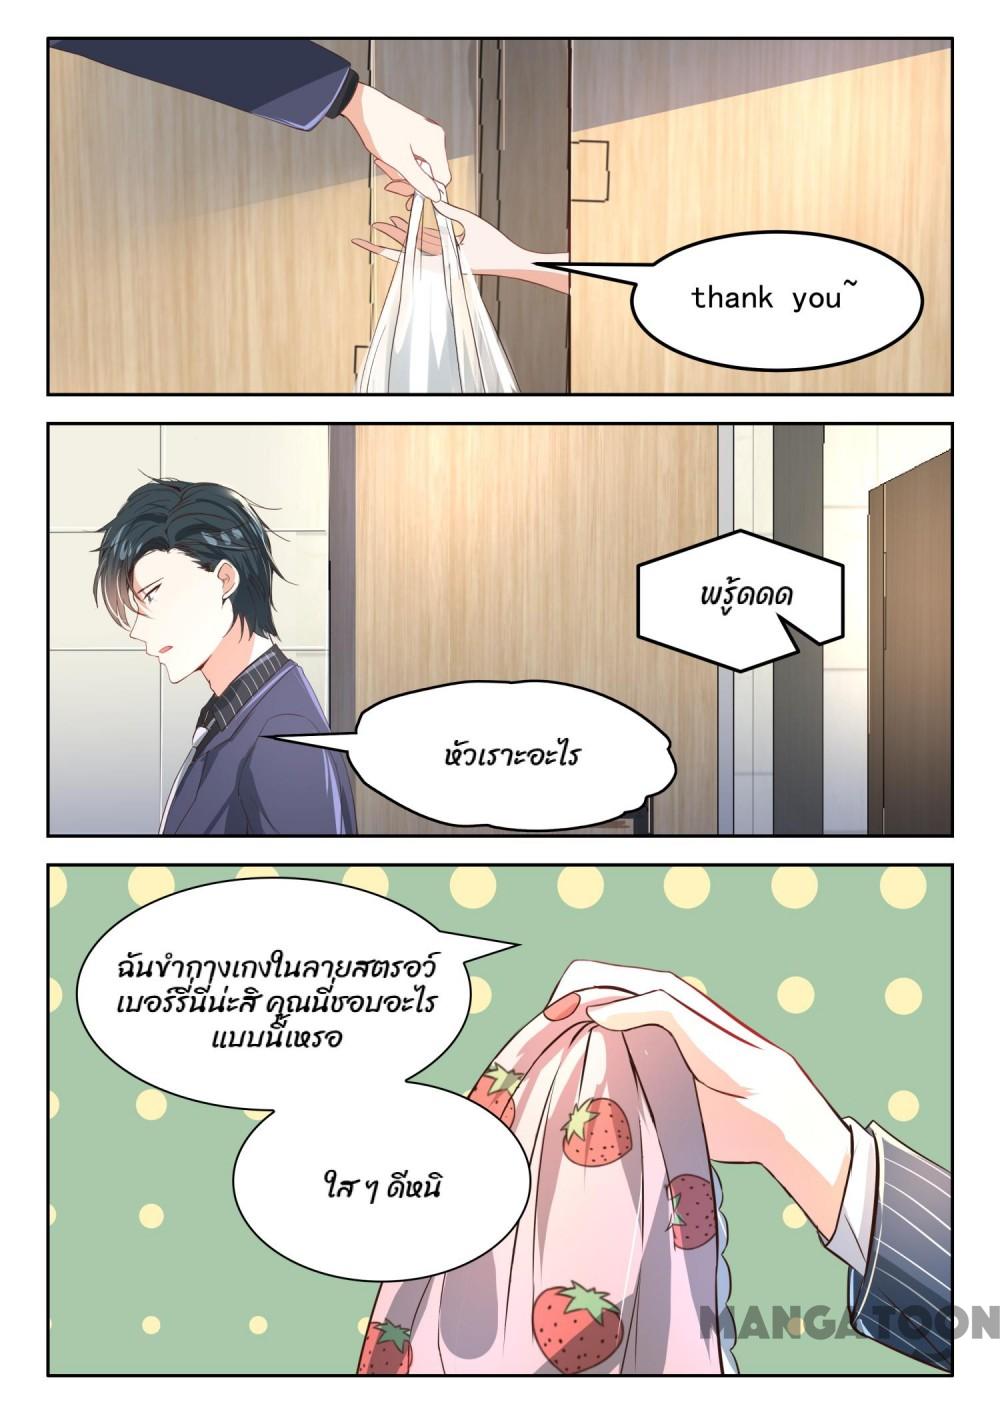 thank you~
พรู้ดดด
หัวเราะอะไร
ฉันขำกางเกงในลายสตรอว์
เบอร์รี่นี่น่ะสิ คุณนี่ชอบอะไร
แบบนี้เหรอ
ใส ๆ ดีหนิ
MANGATOON